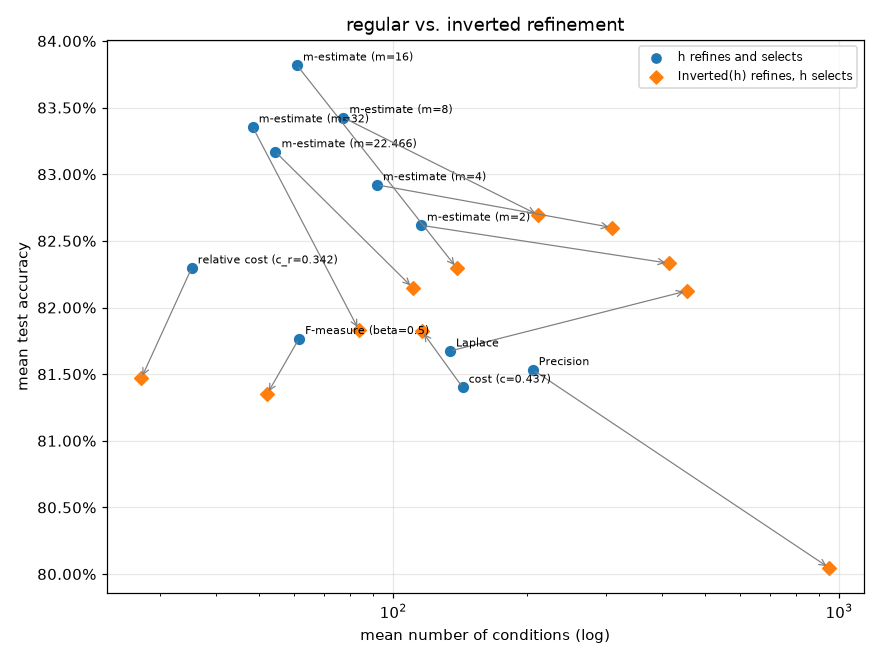 regular vs. inverted refinement
h refines and selects
Inverted(h) refines, h selects
84.00%
83.50%
83.00%
82.50%
82.00%
81.50%
81.00%
80.50%
80.00%
mean test accuracy
m-estimate (m=16)
m-estimate (m=8)
m-estimate (m=32)
m-estimate (m=22.466)
m-estimate (m=4)
m-estimate (m=2)
relative cost (c_r=0.342)
F-measure (beta=0.5)
Laplace
Precision
cost (c=0.437)
10²
10³
mean number of conditions (log)